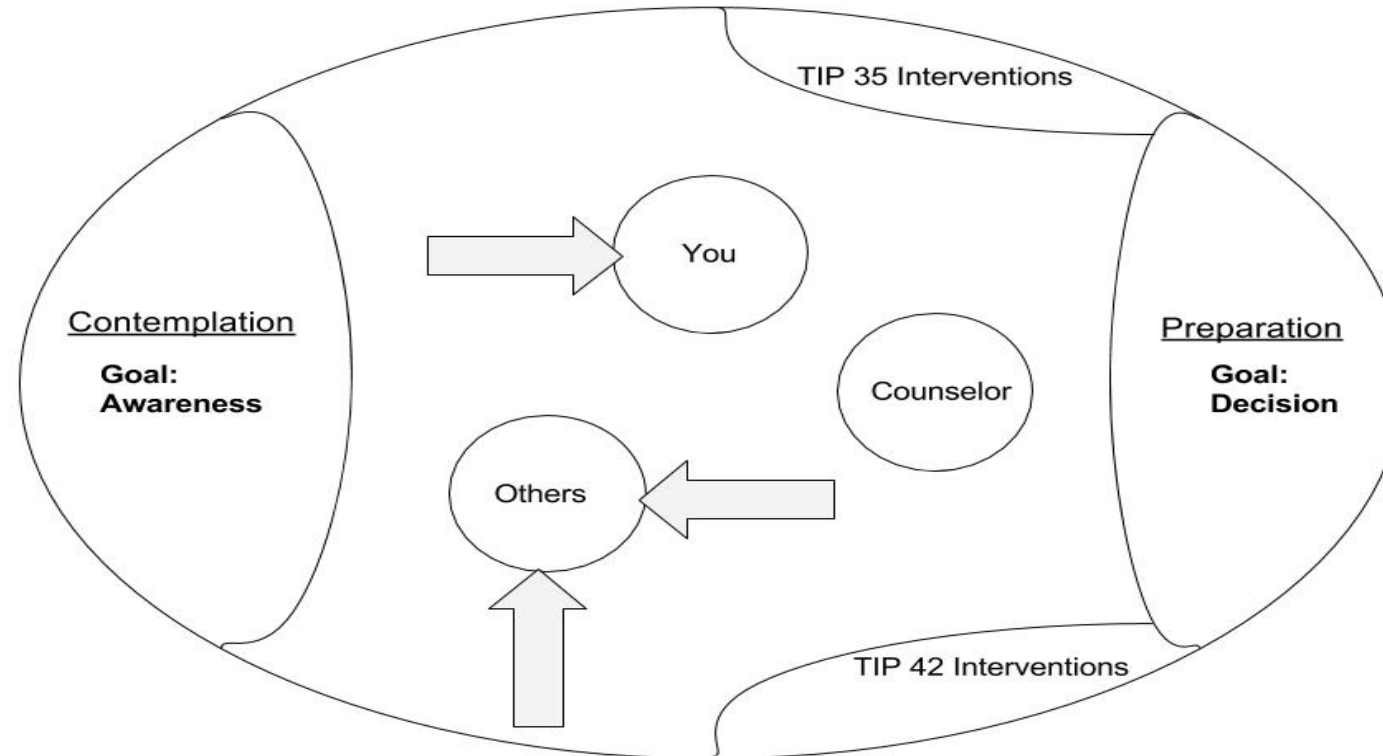 TIP 35 Interventions
You
Contemplation
Goal:
Awareness
Preparation
Goal:
Decision
Counselor
Others
TIP 42 Interventions